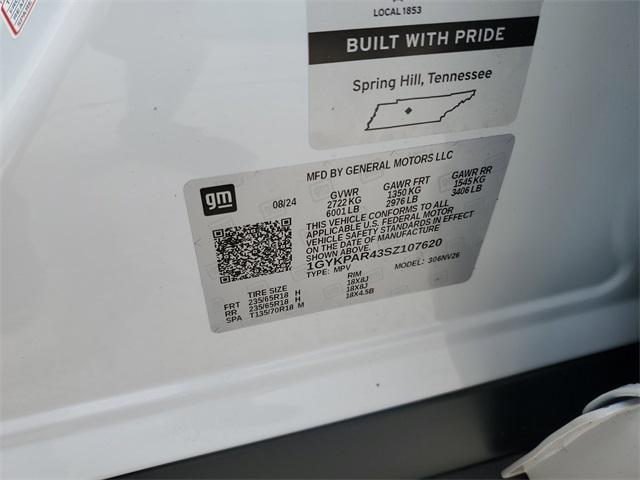 LOCAL 1853
BUILT WITH PRIDE
Spring Hill, Tennessee
MFD BY GENERAL MOTORS LLC
gm
08/24
GVWR GAWR FRT GAWR RR
2722 KG 1350 KG 1545 KG
6001 LB 2976 LB 3406 LB
THIS VEHICLE CONFORMS TO ALL
APPLICABLE U.S. FEDERAL MOTOR
VEHICLE SAFETY STANDARDS IN EFFECT
ON THE DATE OF MANUFACTURE
SHOWN ABOVE.
1GYKPAR43SZ107620
TYPE: MPV MODEL: 306NV26
TIRE SIZE RIM
FRT 235/65R18 H 18X8J
RR 235/65R18 H 18X8J
SPA T135/70R18 M 18X4.5B